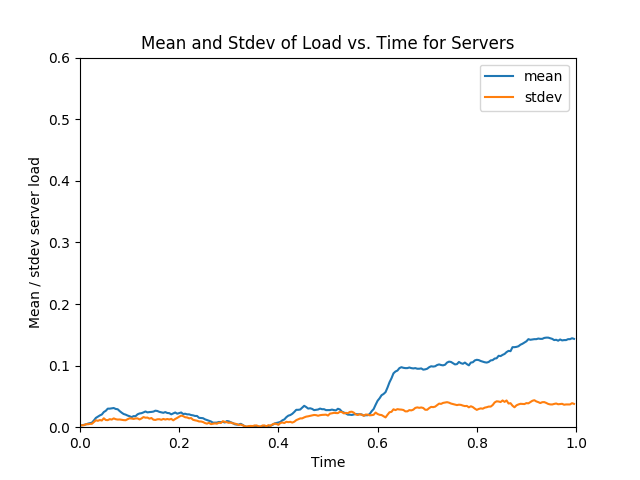 Mean and Stdev of Load vs. Time for Servers
mean
stdev
Mean / stdev server load
0.6
0.5
0.4
0.3
0.2
0.1
0.0
0.0 0.2 0.4 0.6 0.8 1.0
Time